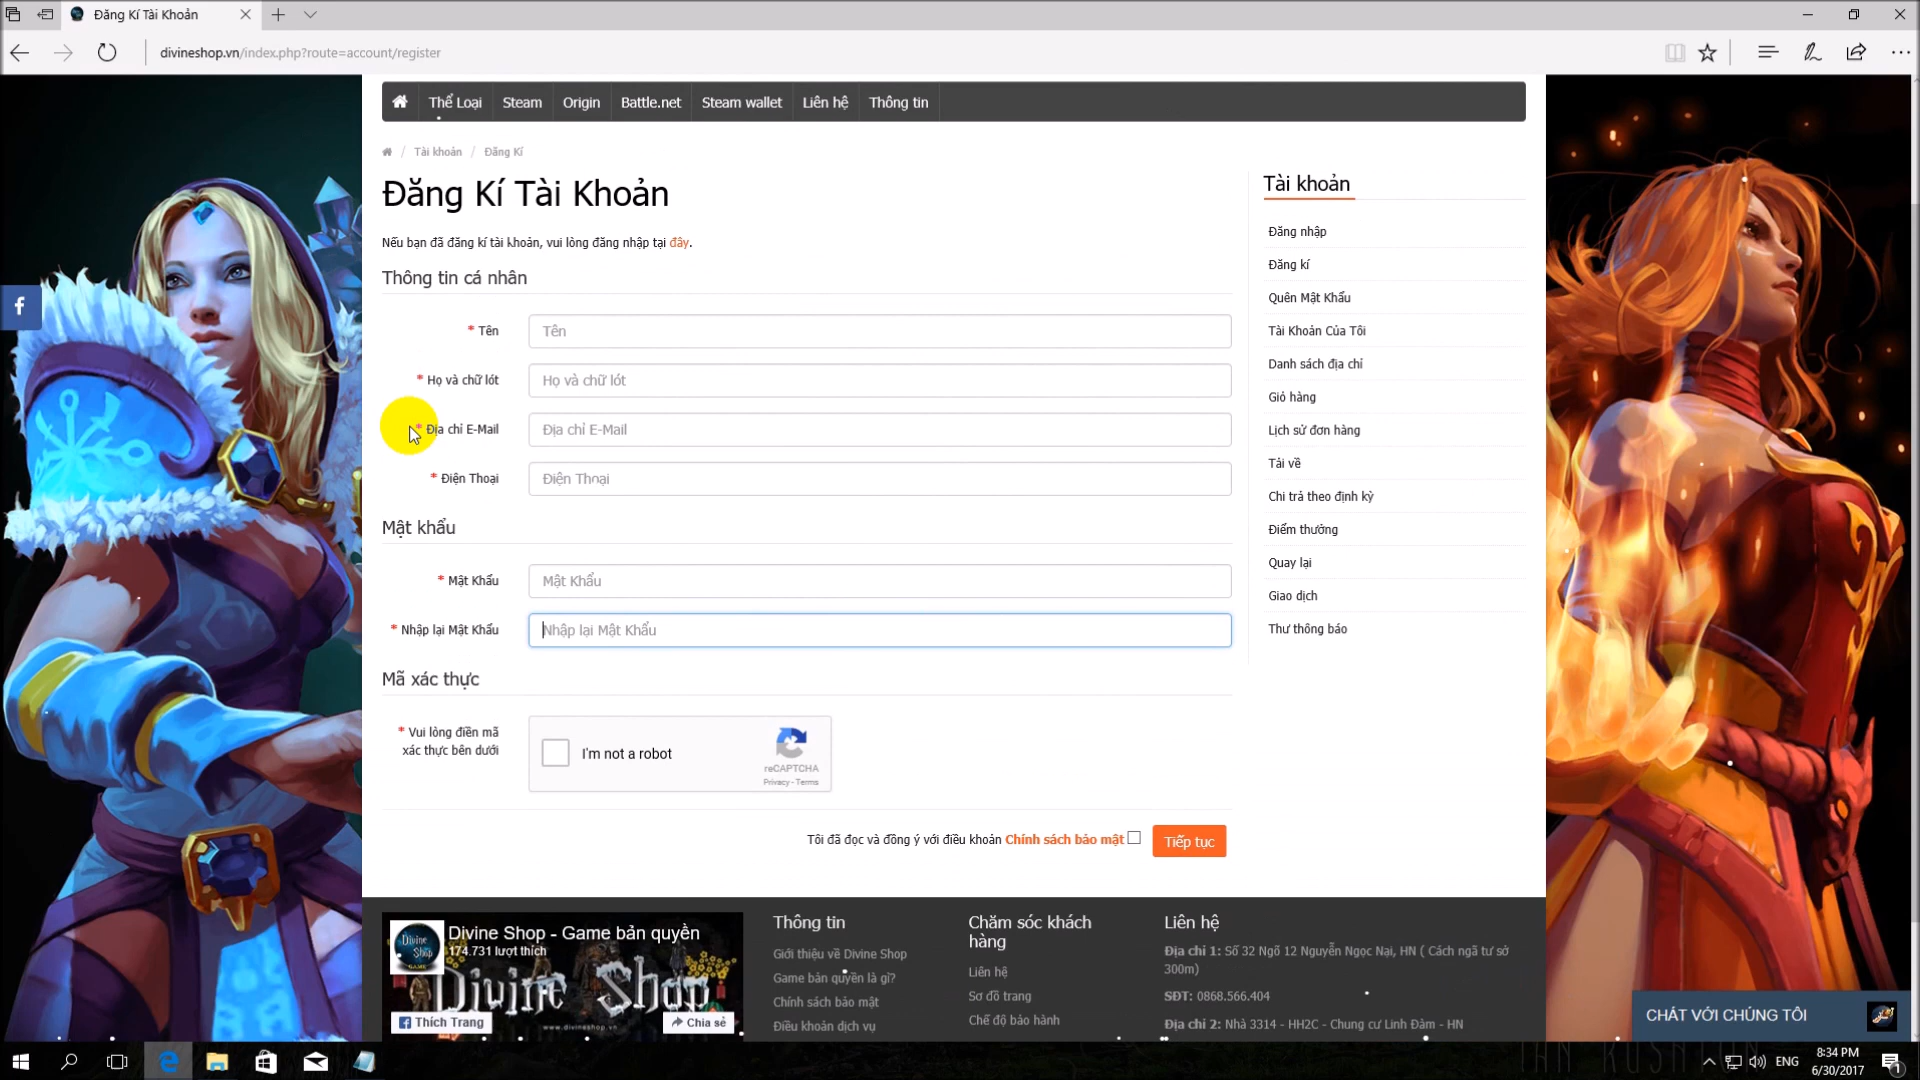 Đăng Kí Tài Khoản
divineshop.vn/index.php?route=account/register
Thể Loại Steam Origin Battle.net Steam wallet Liên hệ Thông tin
/ Tài khoản / Đăng Kí
Đăng Kí Tài Khoản
Nếu bạn đã đăng kí tài khoản, vui lòng đăng nhập tại đây.
Thông tin cá nhân
* Tên Tên
* Họ và chữ lót Họ và chữ lót
* Địa chỉ E-Mail Địa chỉ E-Mail
* Điện Thoại Điện Thoại
Mật khẩu
* Mật Khẩu Mật Khẩu
* Nhập lại Mật Khẩu Nhập lại Mật Khẩu
Mã xác thực
* Vui lòng điền mã
xác thực bên dưới
I'm not a robot
reCAPTCHA
Privacy - Terms
Tôi đã đọc và đồng ý với điều khoản Chính sách bảo mật Tiếp tục
Tài khoản
Đăng nhập
Đăng kí
Quên Mật Khẩu
Tài Khoản Của Tôi
Danh sách địa chỉ
Giỏ hàng
Lịch sử đơn hàng
Tải về
Chi trả theo định kỳ
Điểm thưởng
Quay lại
Giao dịch
Thư thông báo
Divine Shop - Game bản quyền
174.731 lượt thích
Divine
Shop
GAME
Divine Shop
www.divineshop.vn
Thích Trang Chia sẻ
Thông tin
Giới thiệu về Divine Shop
Game bản quyền là gì?
Chính sách bảo mật
Điều khoản dịch vụ
Chăm sóc khách
hàng
Liên hệ
Sơ đồ trang
Chế độ bảo hành
Liên hệ
Địa chỉ 1: Số 32 Ngõ 12 Nguyễn Ngọc Nại, HN ( Cách ngã tư sở
300m)
SĐT: 0868.566.404
Địa chỉ 2: Nhà 3314 - HH2C - Chung cư Linh Đàm - HN
CHÁT VỚI CHÚNG TÔI
ENG
8:34 PM
6/30/2017
1